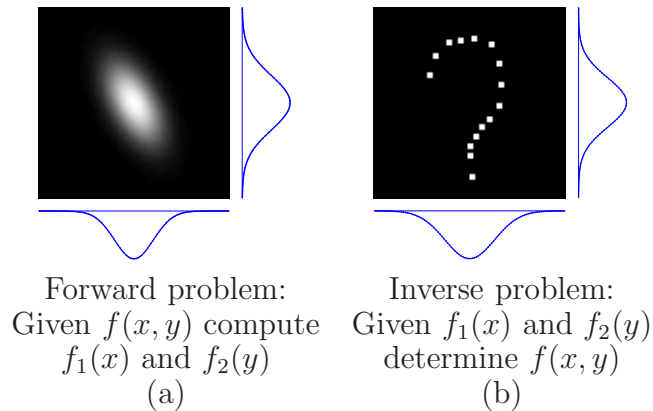 Forward problem:
Given f(x, y) compute
f₁(x) and f₂(y)
(a)
Inverse problem:
Given f₁(x) and f₂(y)
determine f(x, y)
(b)